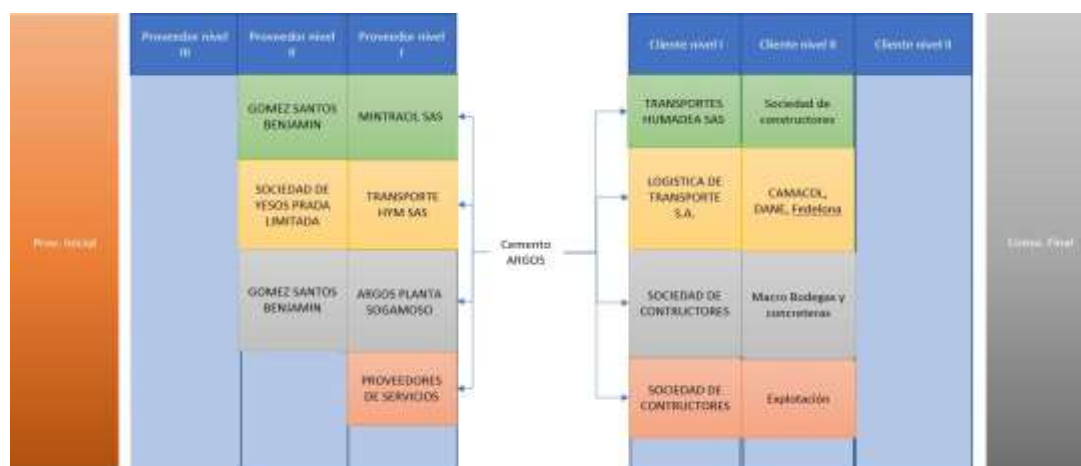 Proveedor nivel
III
Proveedor nivel
II
Proveedor nivel
I
Cliente nivel I
Cliente nivel II
Cliente nivel II
GOMEZ SANTOS
BENJAMIN
MINTRACIL SAS
TRANSPORTES
HUMADEA SAS
Sociedad de
constructores
SOCIEDAD DE
YESOS PRADA
LIMITADA
TRANSPORTE
HYM SAS
LOGISTICA DE
TRANSPORTE
S.A.
CAMACOL,
DANE, Fedelona
Prov. Inicial
Cemento
ARGOS
Consu. Final
GOMEZ SANTOS
BENJAMIN
ARGOS PLANTA
SOGAMOSO
SOCIEDAD DE
CONTRUCTORES
Macro Bodegas y
concreteras
PROVEEDORES
DE SERVICIOS
SOCIEDAD DE
CONTRUCTORES
Explotación